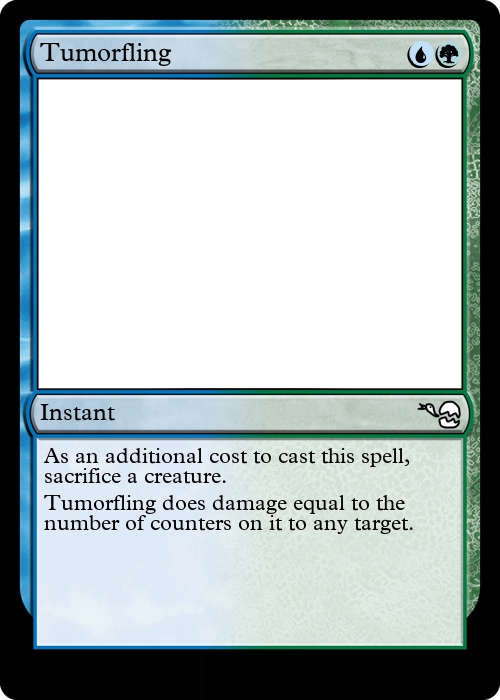 Tumorfling
Instant
As an additional cost to cast this spell,
sacrifice a creature.
Tumorfling does damage equal to the
number of counters on it to any target.